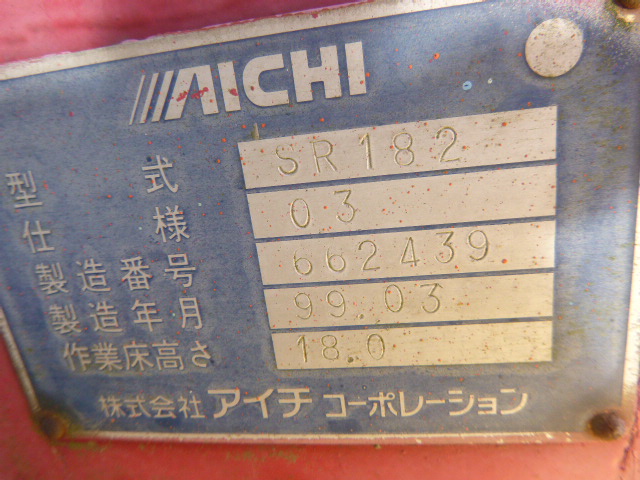 AICHI
型式 SR182
仕様 03
製造番号 662439
製造年月 99.03
作業床高さ 18.0
株式会社 アイチ コーポレーション